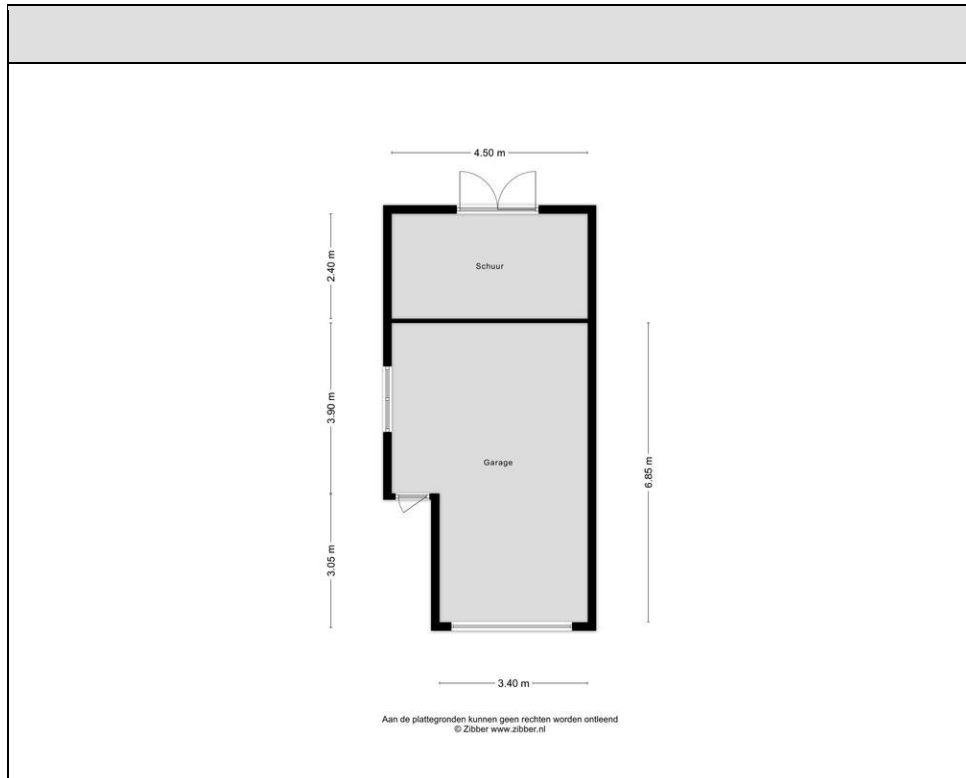 4.50 m
Schuur
2.40 m
3.90 m
Garage
6.85 m
3.05 m
3.40 m
Aan de plattegronden kunnen geen rechten worden ontleend
© Zibber www.zibber.nl